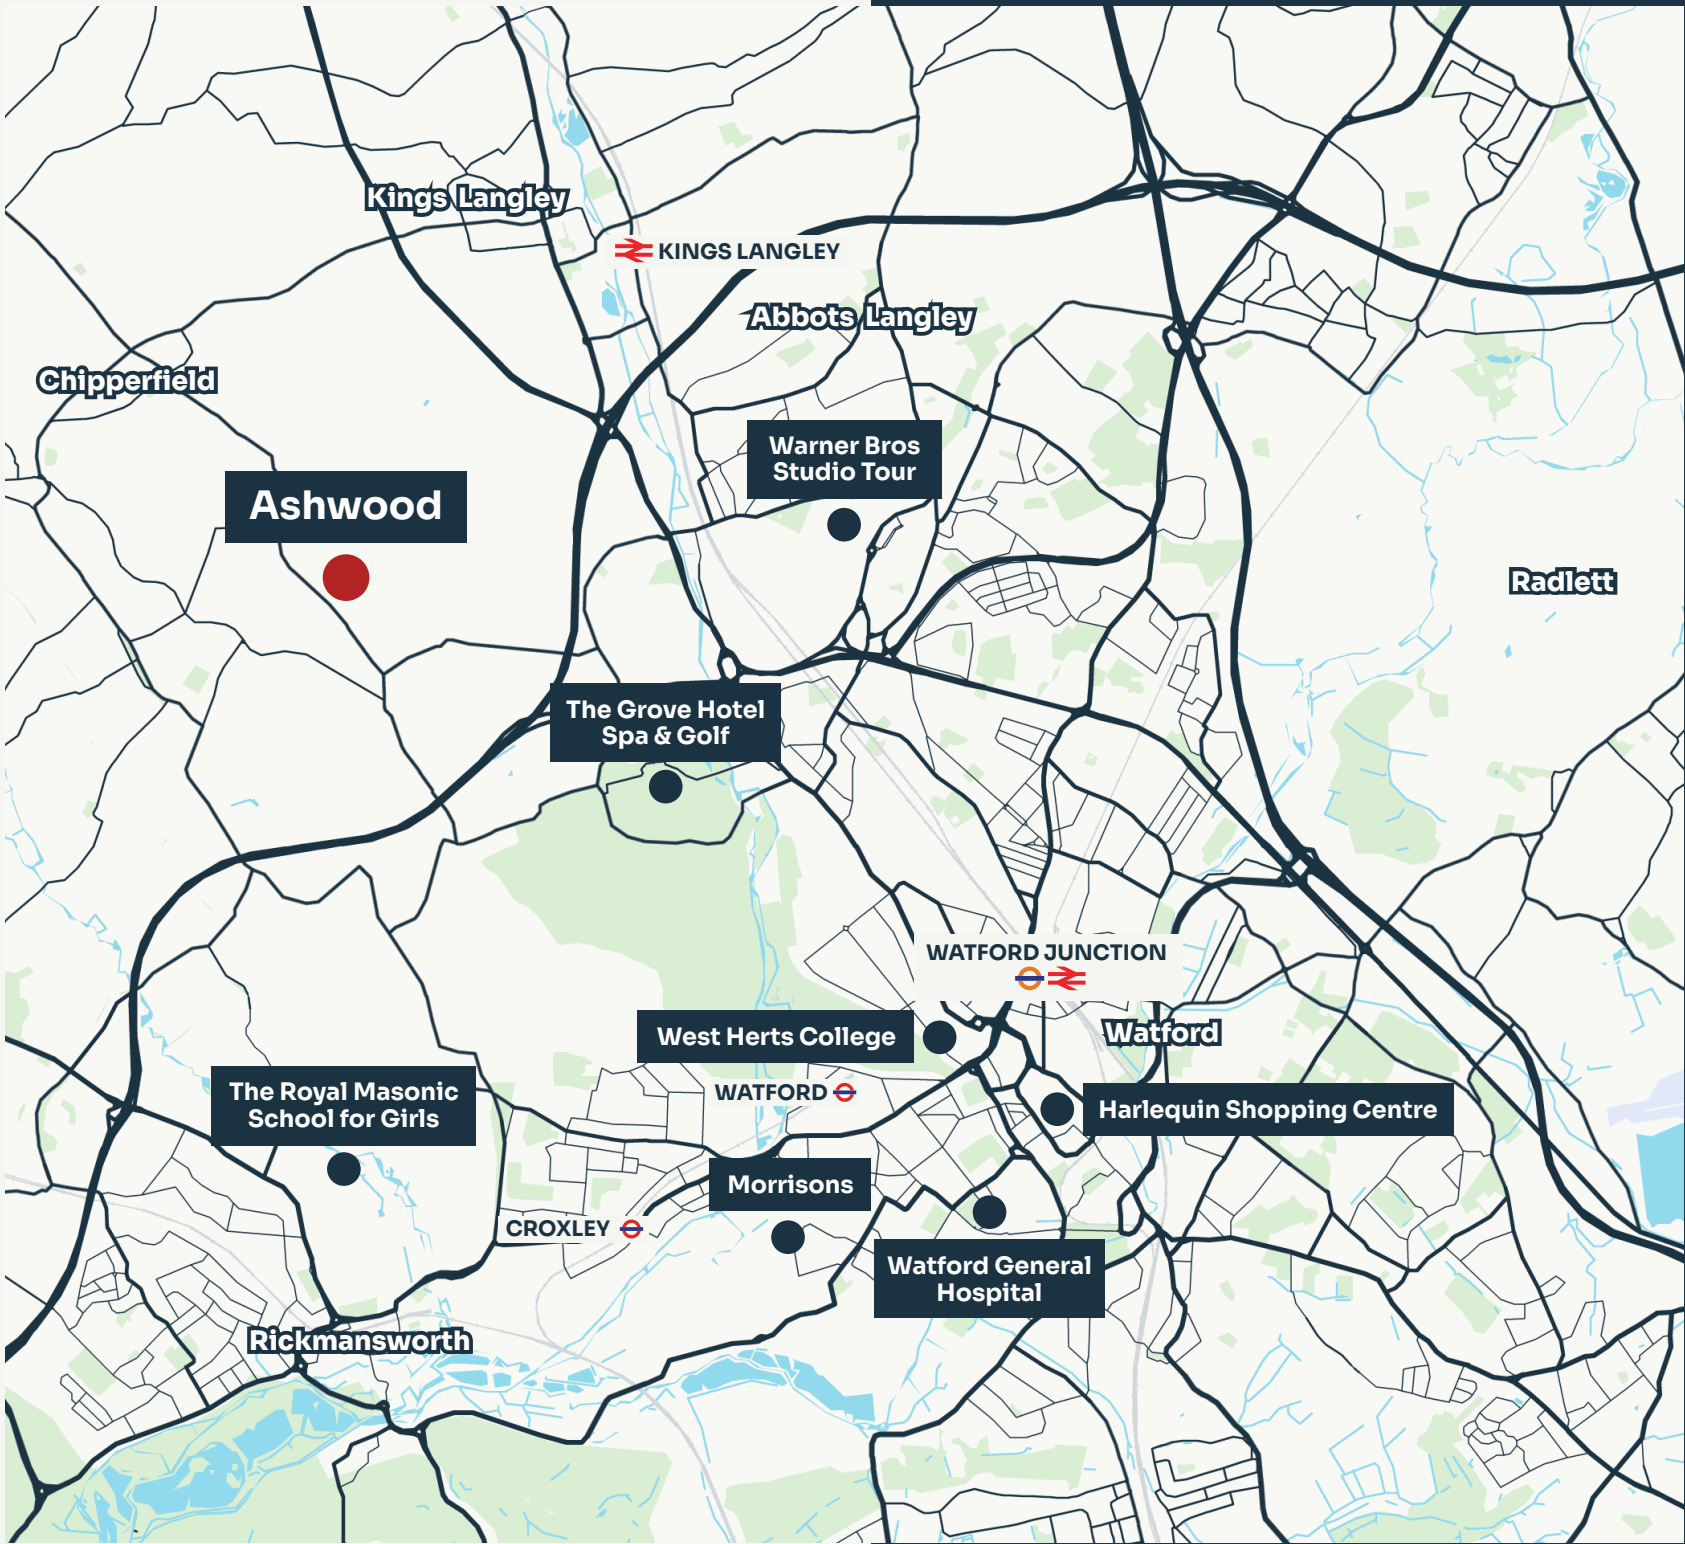 Kings Langley
KINGS LANGLEY
Abbots Langley
Chipperfield
Warner Bros
Studio Tour
Ashwood
Radlett
The Grove Hotel
Spa & Golf
WATFORD JUNCTION
West Herts College
Watford
WATFORD
The Royal Masonic
School for Girls
Harlequin Shopping Centre
Morrisons
CROXLEY
Watford General
Hospital
Rickmansworth